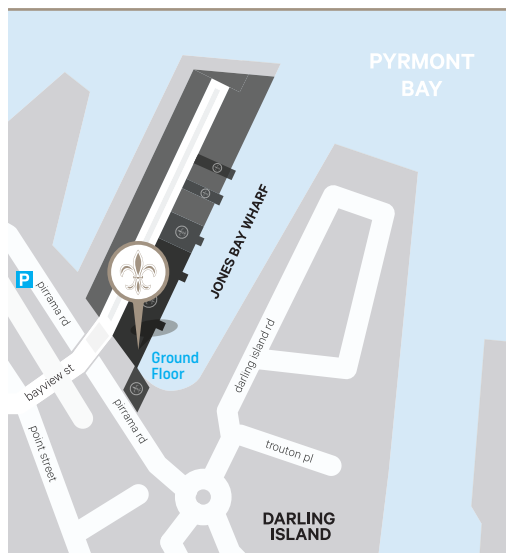 PYRMONT
BAY
JONES BAY WHARF
P
pirrama rd
Ground
Floor
bayview st
darling island rd
pirrama rd
point street
trouton pl
DARLING
ISLAND